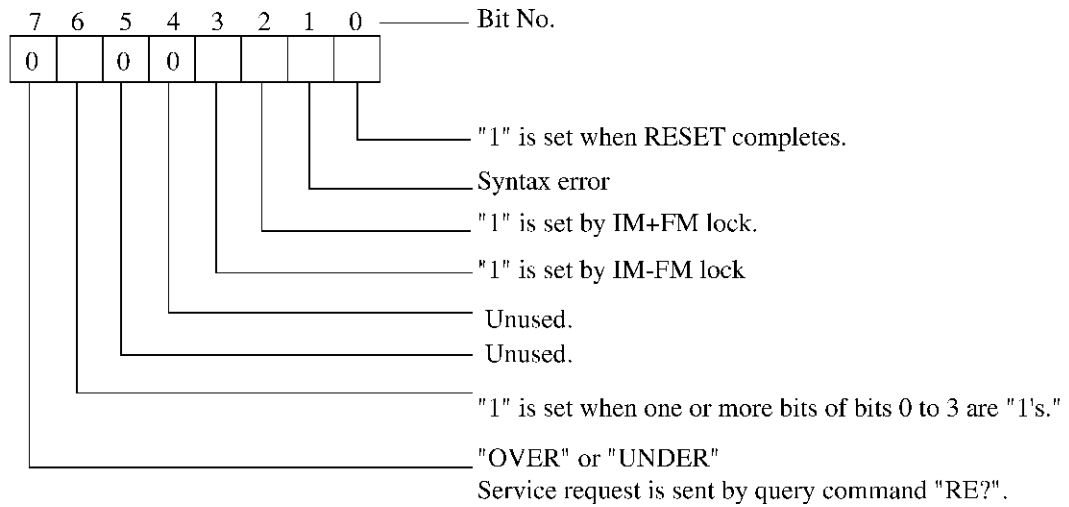 7 6 5 4 3 2 1 0 Bit No.
0 0 0
"1" is set when RESET completes.
Syntax error
"1" is set by IM+FM lock.
"1" is set by IM-FM lock
Unused.
Unused.
"1" is set when one or more bits of bits 0 to 3 are "1's."
"OVER" or "UNDER"
Service request is sent by query command "RE?".